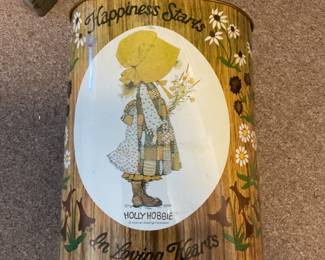 Happiness Starts
HOLLY HOBBIE
In Loving Hearts